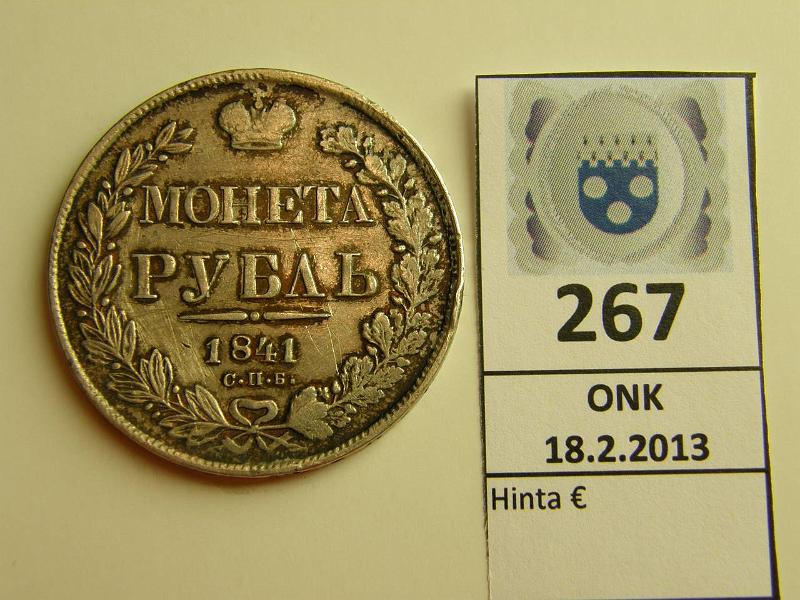 МОНЕТА
РУБЛЬ
1841
С.П.Б.
267
ONK
18.2.2013
Hinta €